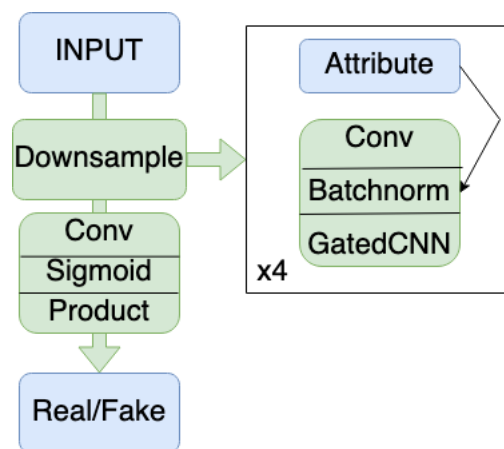 INPUT
Downsample
Conv
Sigmoid
Product
Real/Fake
Attribute
Conv
Batchnorm
GatedCNN
x4